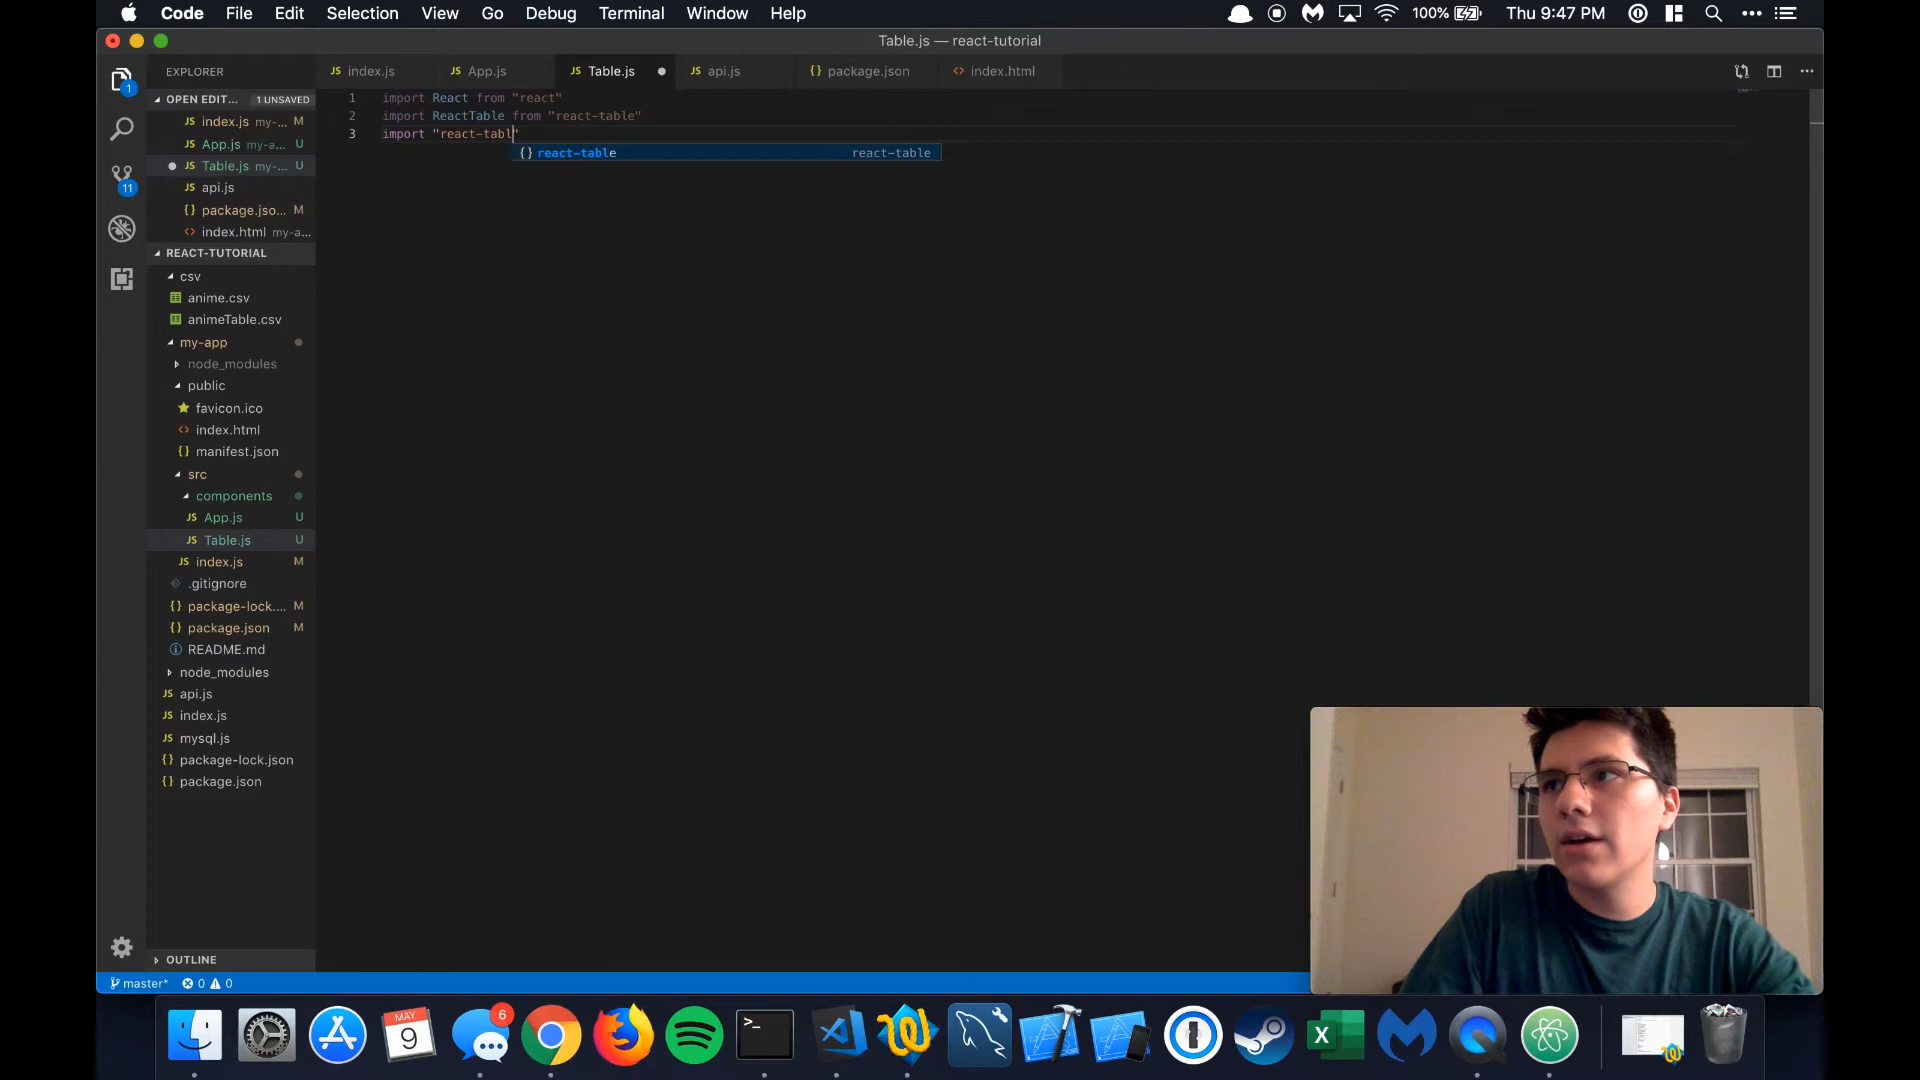 Code File Edit Selection View Go Debug Terminal Window Help 100% Thu 9:47 PM
Table.js — react-tutorial
EXPLORER
index.js App.js Table.js api.js package.json index.html
OPEN EDIT... 1 UNSAVED
index.js my-... M
App.js my-a... U
Table.js my-... U
api.js
package.jso... M
index.html my-a...
REACT-TUTORIAL
csv
anime.csv
animeTable.csv
my-app
node_modules
public
favicon.ico
index.html
manifest.json
src
components
App.js U
Table.js U
index.js M
.gitignore
package-lock.... M
package.json M
README.md
node_modules
api.js
index.js
mysql.js
package-lock.json
package.json
OUTLINE
1 import React from "react"
2 import ReactTable from "react-table"
3 import "react-tabl"
react-table react-table
1
11
master* 0 0
MAY
9
6